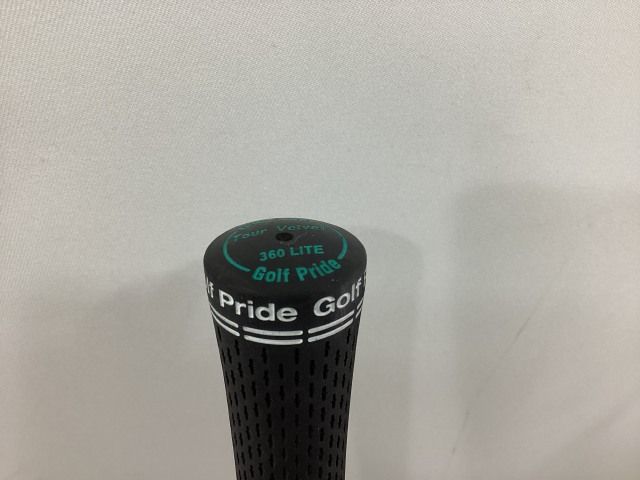 Tour Velvet
360 LITE
Golf Pride
Pride Golf